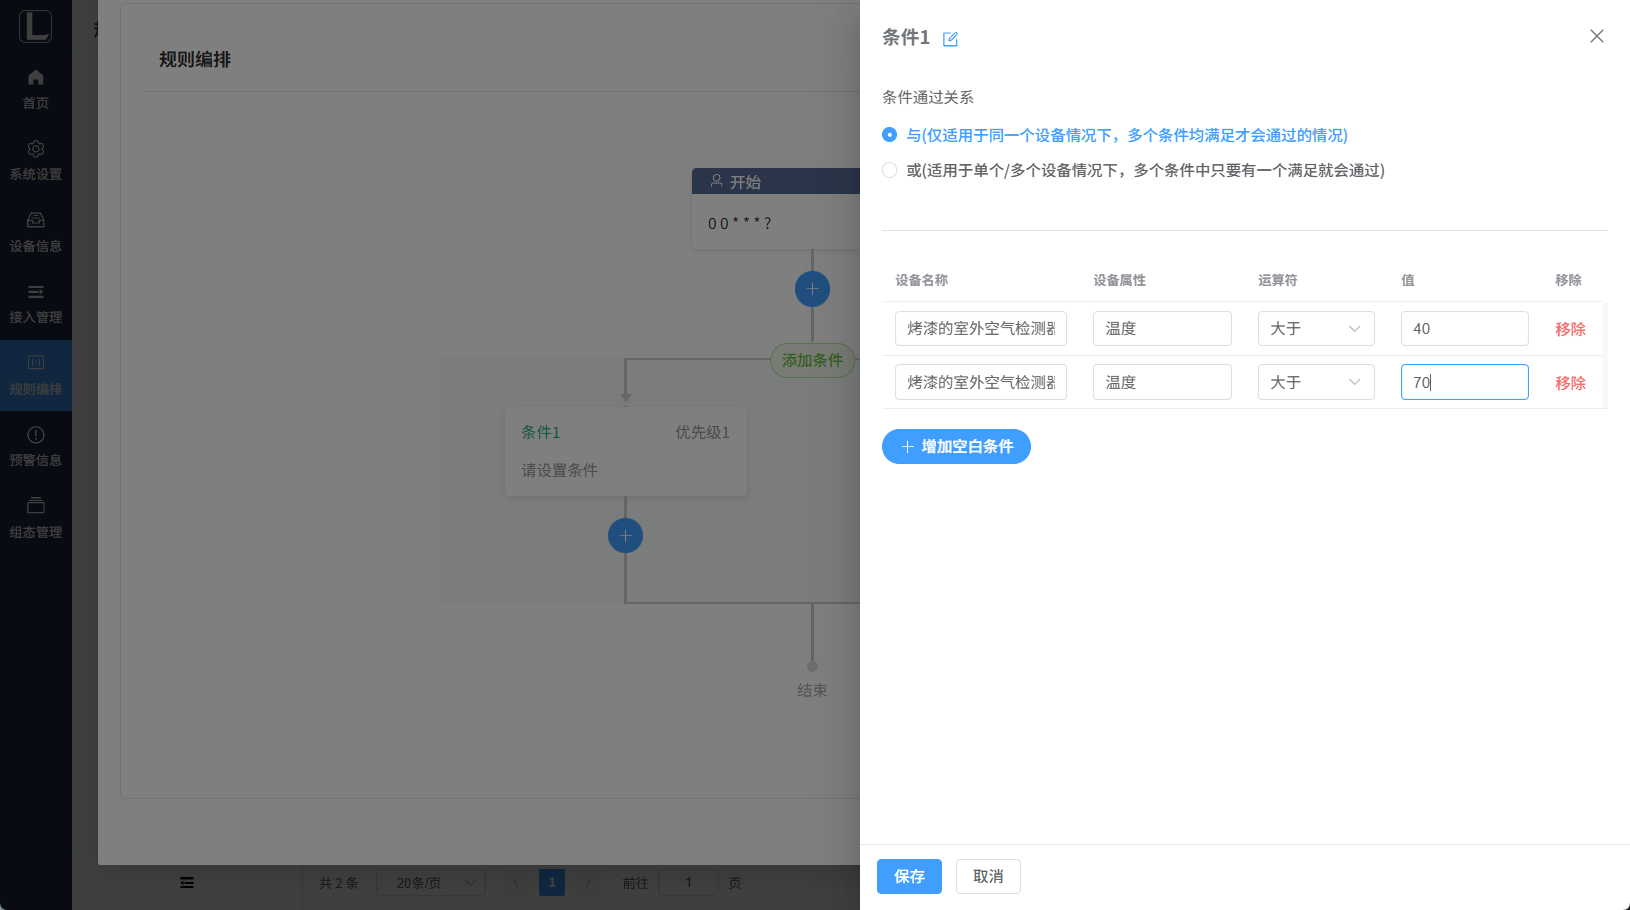 首页
系统设置
设备信息
接入管理
规则编排
预警信息
组态管理
规则编排
开始
0 0 * * * ?
添加条件
条件1 优先级1
请设置条件
结束
共 2 条 20条/页 1 前往 1 页
条件1
条件通过关系
与(仅适用于同一个设备情况下，多个条件均满足才会通过的情况)
或(适用于单个/多个设备情况下，多个条件中只要有一个满足就会通过)
设备名称 设备属性 运算符 值 移除
烤漆的室外空气检测 温度 大于 40 移除
烤漆的室外空气检测 温度 大于 70 移除
增加空白条件
保存 取消